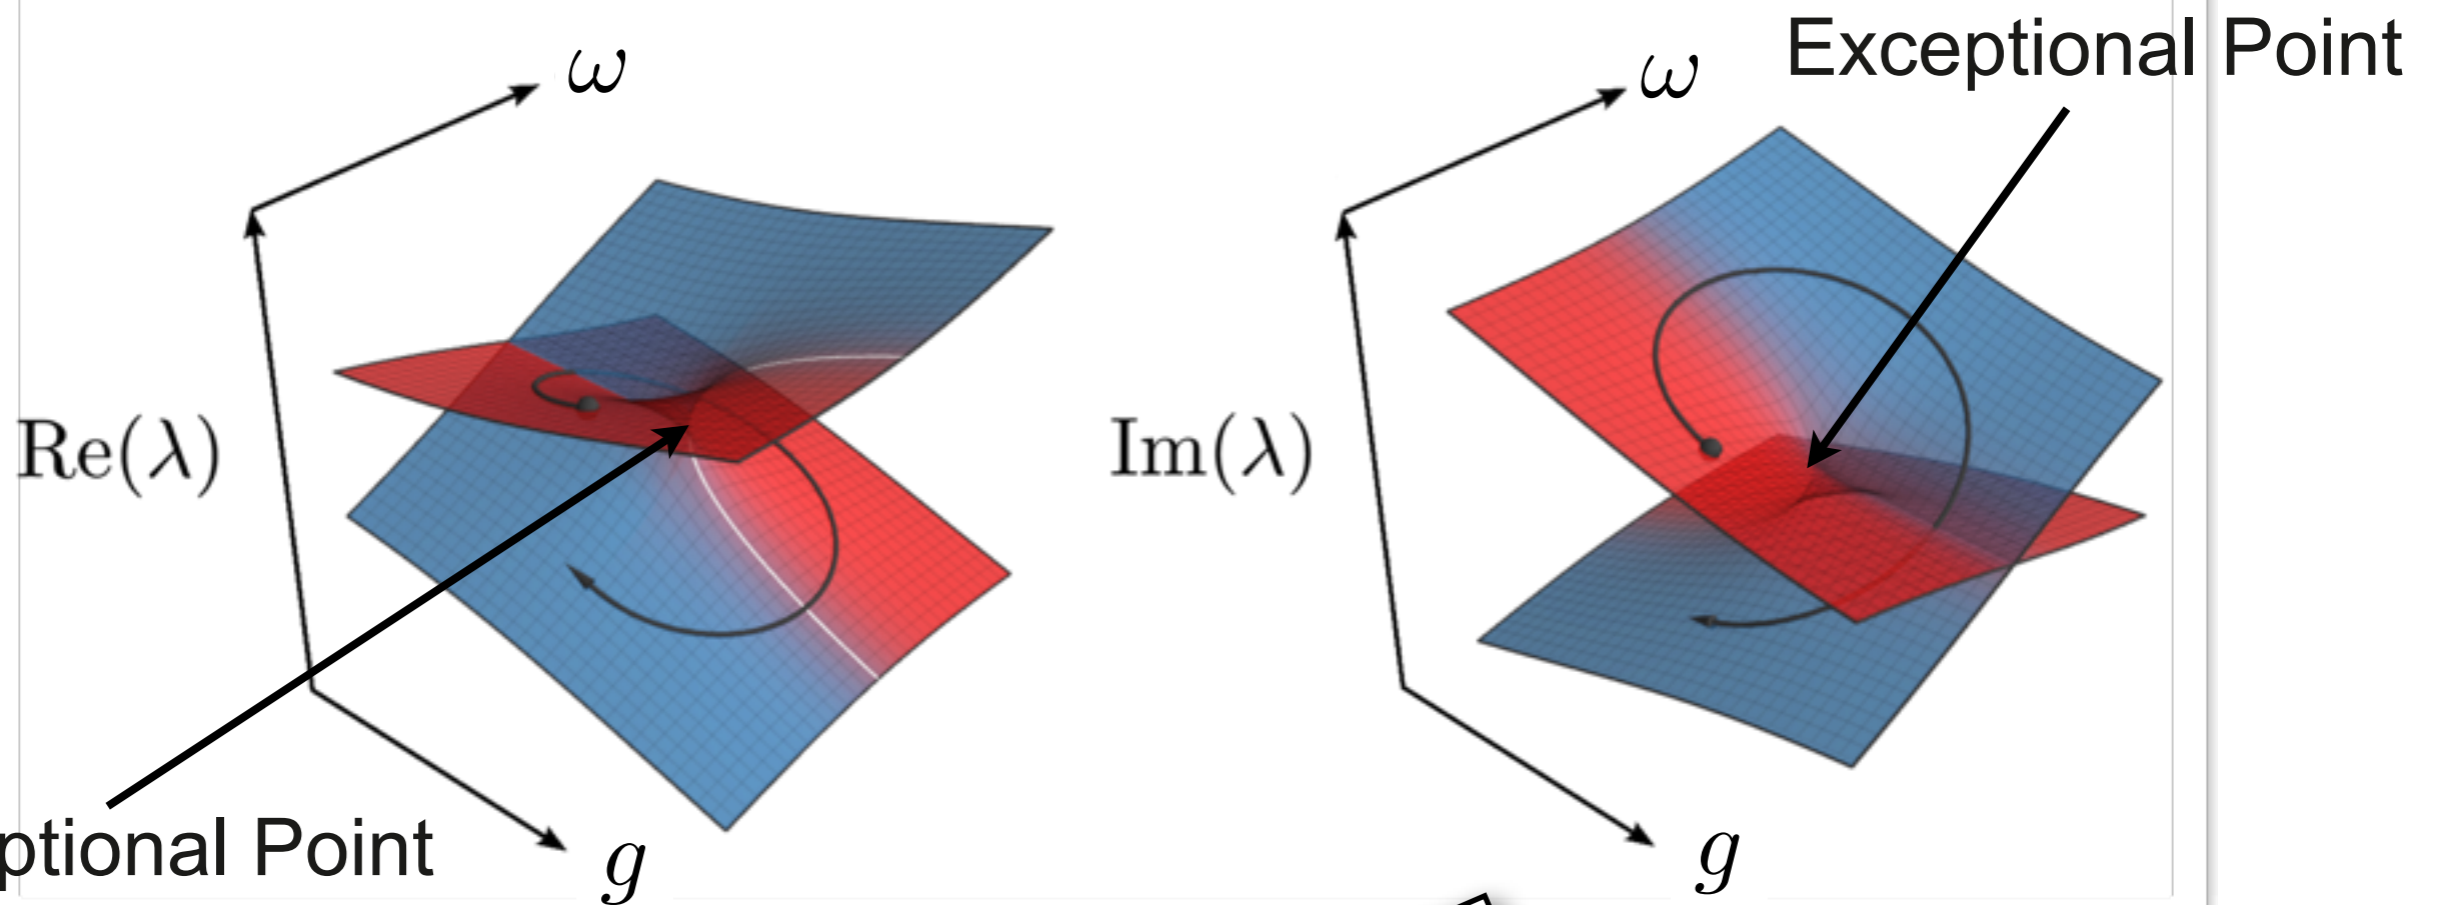 ω
Re(λ)
g
ptional Point
ω
Exceptional Point
Im(λ)
g